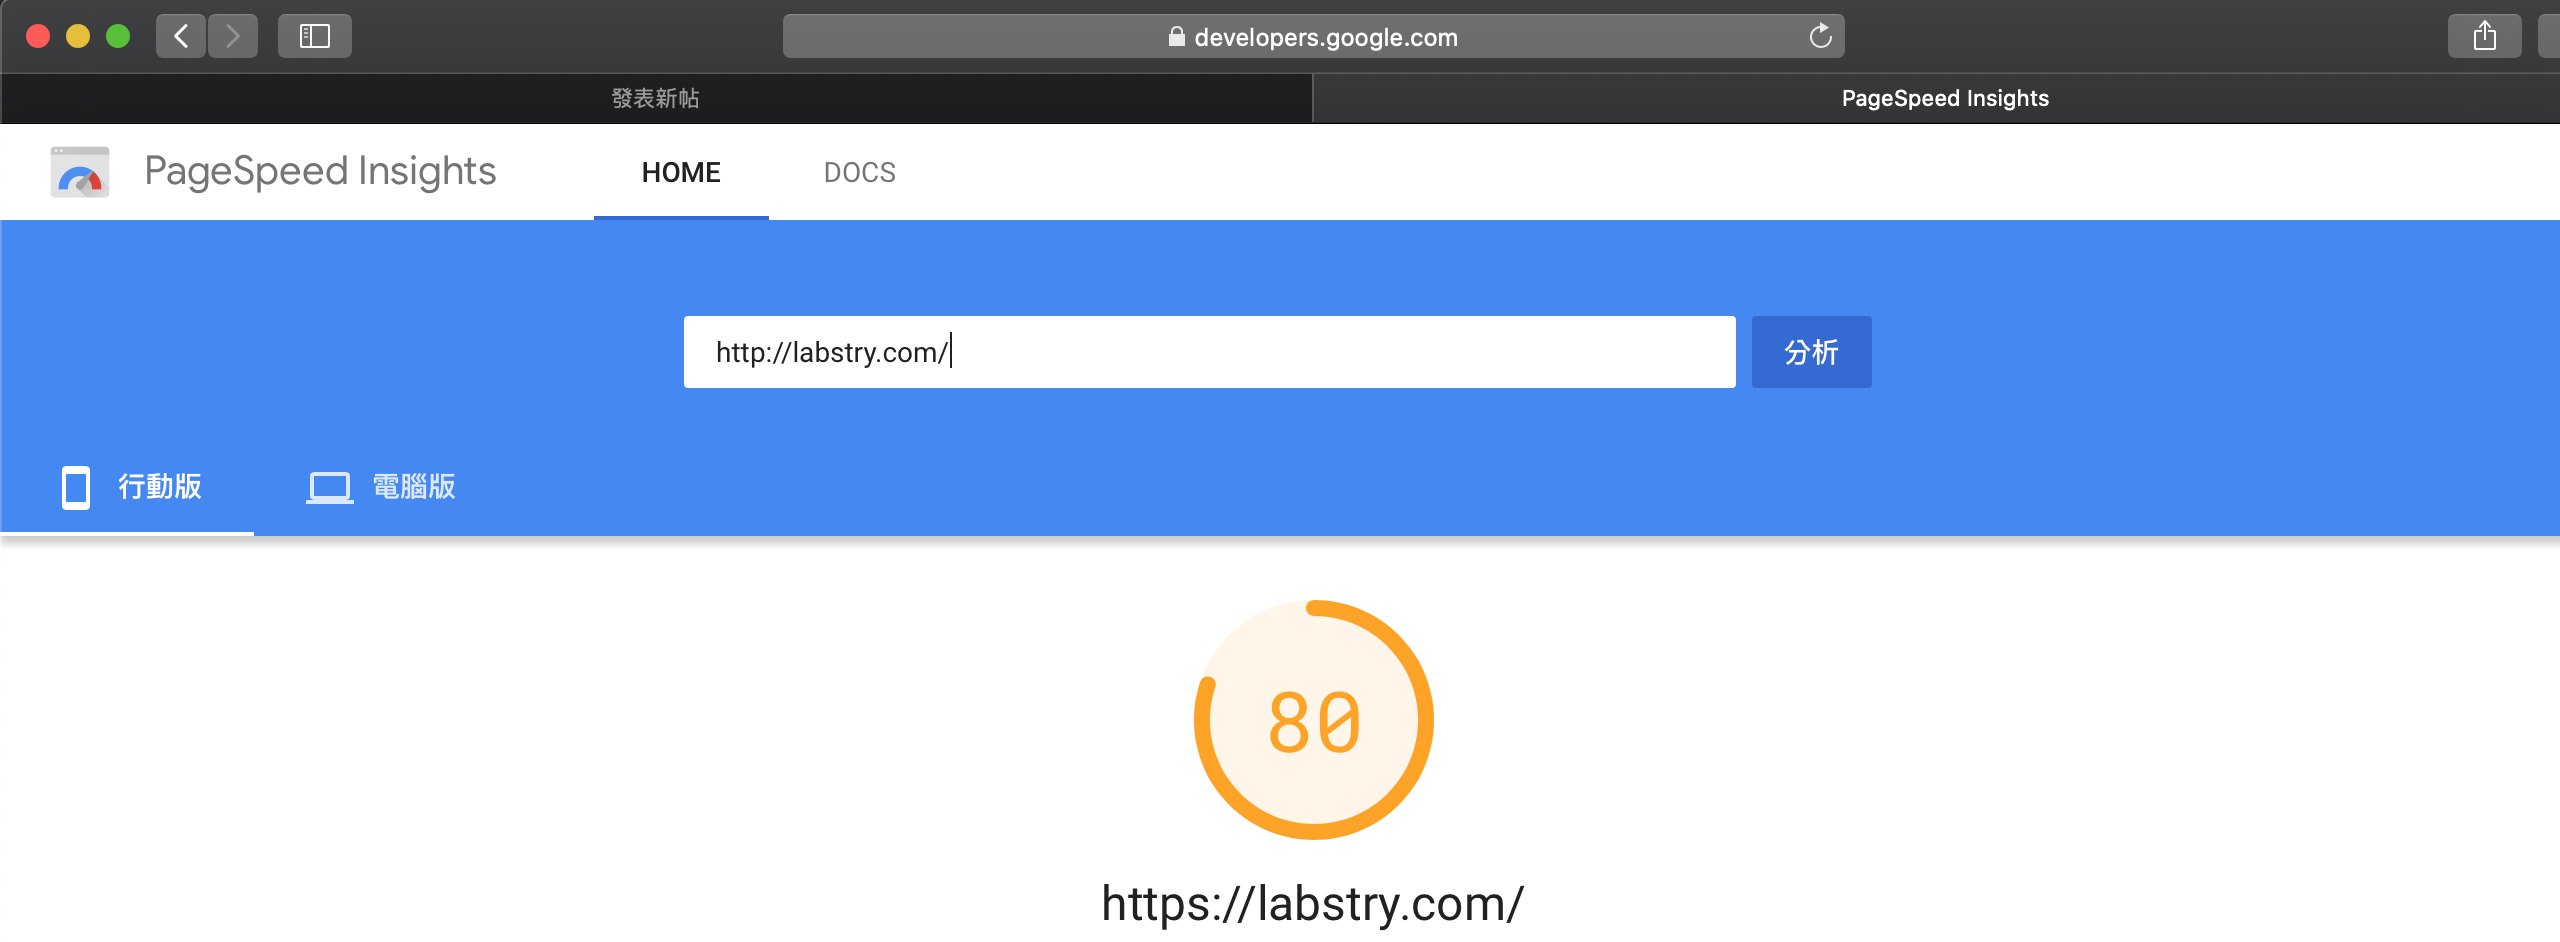 developers.google.com
發表新帖
PageSpeed Insights
PageSpeed Insights
HOME
DOCS
http://labstry.com/
分析
行動版
電腦版
80
https://labstry.com/